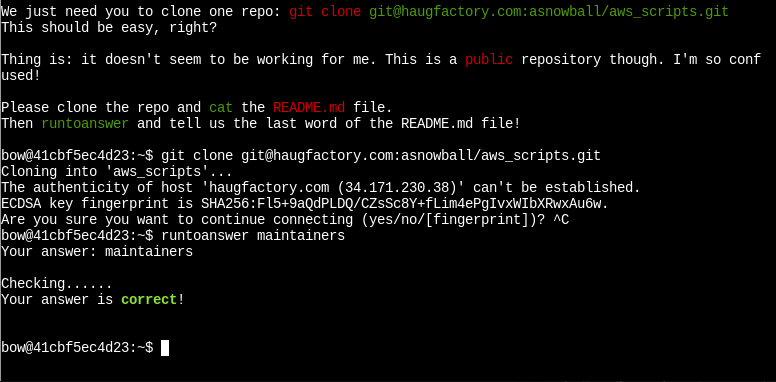 We just need you to clone one repo: git clone git@haugfactory.com:asnowball/aws_scripts.git
This should be easy, right?
Thing is: it doesn't seem to be working for me. This is a public repository though. I'm so conf
used!
Please clone the repo and cat the README.md file.
Then runtoanswer and tell us the last word of the README.md file!
bow@41cbf5ec4d23:~$ git clone git@haugfactory.com:asnowball/aws_scripts.git
Cloning into 'aws_scripts'...
The authenticity of host 'haugfactory.com (34.171.230.38)' can't be established.
ECDSA key fingerprint is SHA256:Fl5+9aQdPLDQ/CZsSc8Y+fLim4ePgIvxWIbXRwxAu6w.
Are you sure you want to continue connecting (yes/no/[fingerprint])? ^C
bow@41cbf5ec4d23:~$ runtoanswer maintainers
Your answer: maintainers
Checking......
Your answer is correct!
bow@41cbf5ec4d23:~$